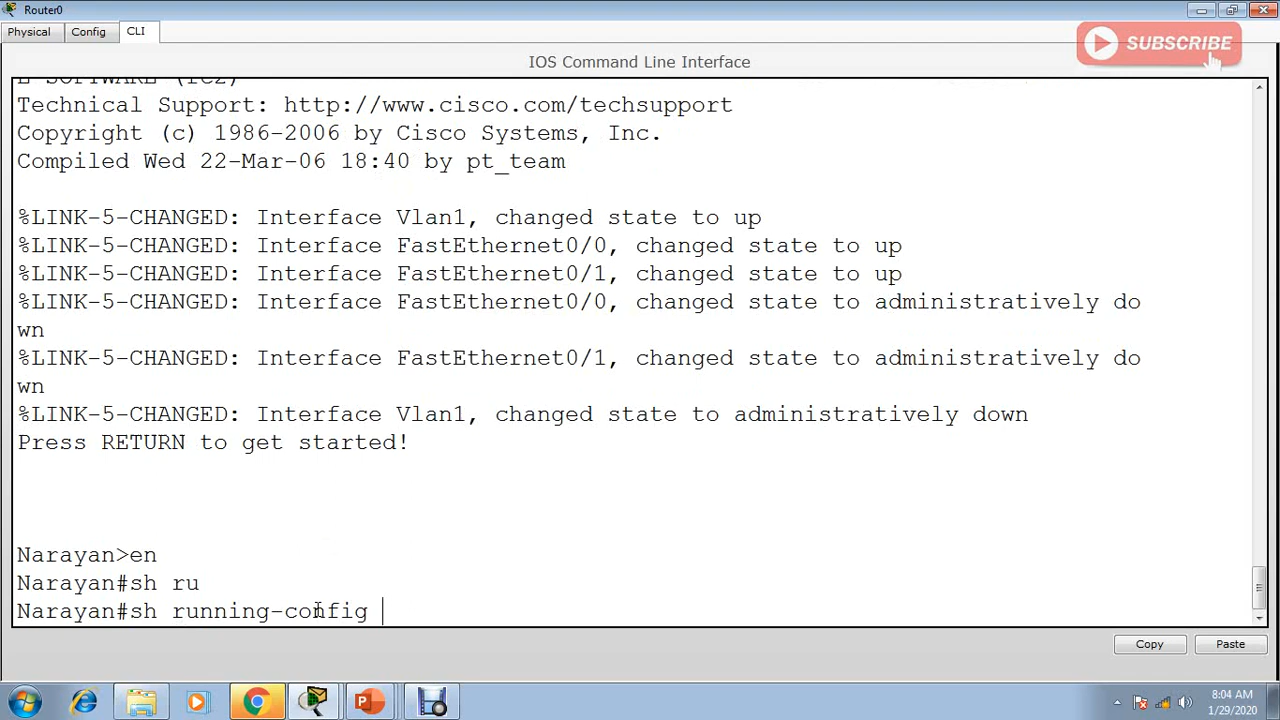 Router0
Physical Config CLI
SUBSCRIBE
IOS Command Line Interface
E SOFTWARE (fc2)
Technical Support: http://www.cisco.com/techsupport
Copyright (c) 1986-2006 by Cisco Systems, Inc.
Compiled Wed 22-Mar-06 18:40 by pt_team
%LINK-5-CHANGED: Interface Vlan1, changed state to up
%LINK-5-CHANGED: Interface FastEthernet0/0, changed state to up
%LINK-5-CHANGED: Interface FastEthernet0/1, changed state to up
%LINK-5-CHANGED: Interface FastEthernet0/0, changed state to administratively do
wn
%LINK-5-CHANGED: Interface FastEthernet0/1, changed state to administratively do
wn
%LINK-5-CHANGED: Interface Vlan1, changed state to administratively down
Press RETURN to get started!
Narayan>en
Narayan#sh ru
Narayan#sh running-config
Copy Paste
8:04 AM
1/29/2020